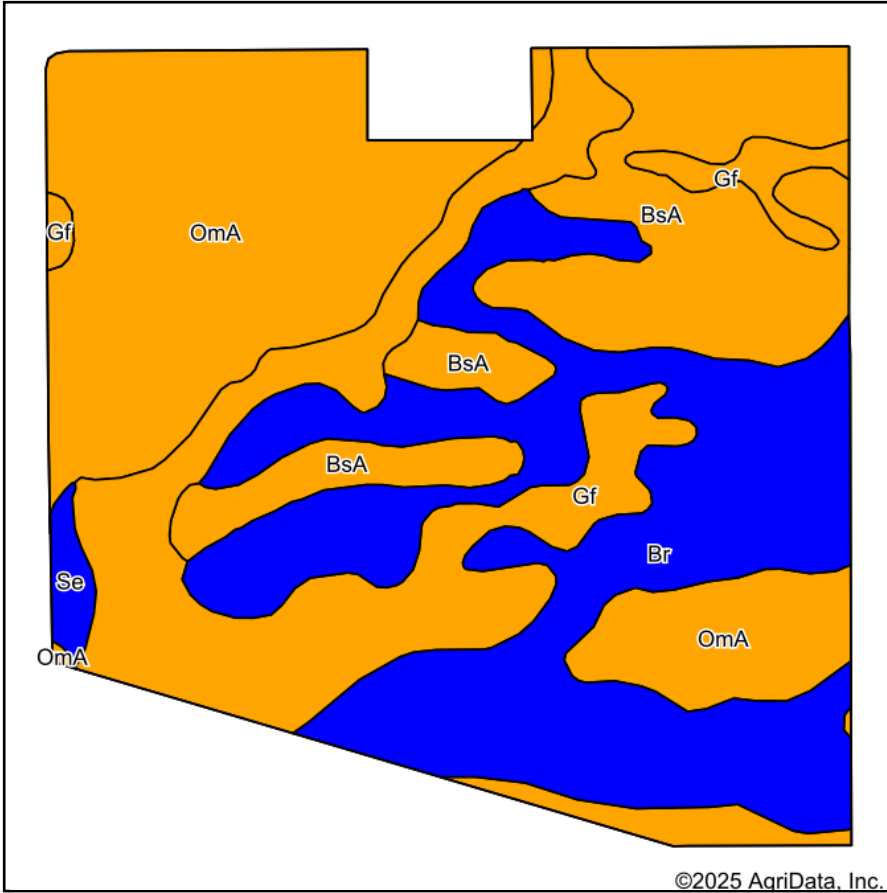 Gf
BsA
Gf
OmA
BsA
BsA
Gf
Br
Se
OmA
OmA
©2025 AgriData, Inc.